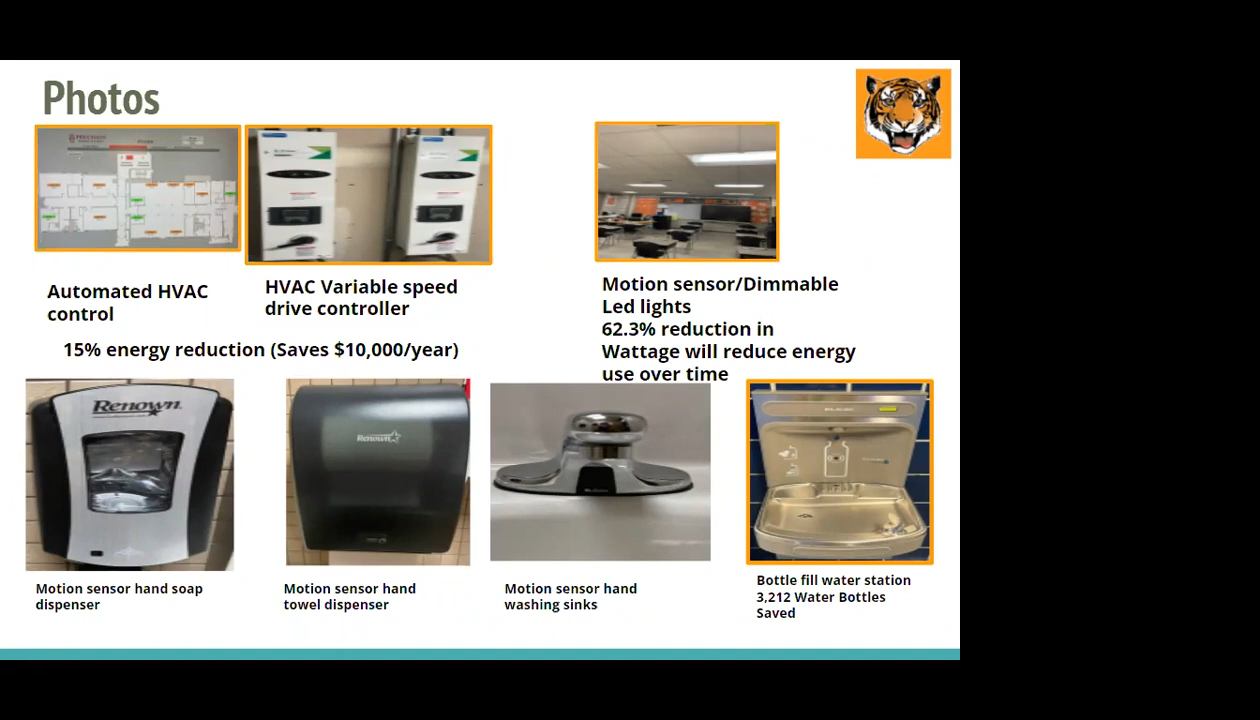 Photos
Automated HVAC
control
HVAC Variable speed
drive controller
15% energy reduction (Saves $10,000/year)
Motion sensor/Dimmable
Led lights
62.3% reduction in
Wattage will reduce energy
use over time
Renown
Renown
Motion sensor hand soap
dispenser
Motion sensor hand
towel dispenser
Motion sensor hand
washing sinks
Bottle fill water station
3,212 Water Bottles
Saved